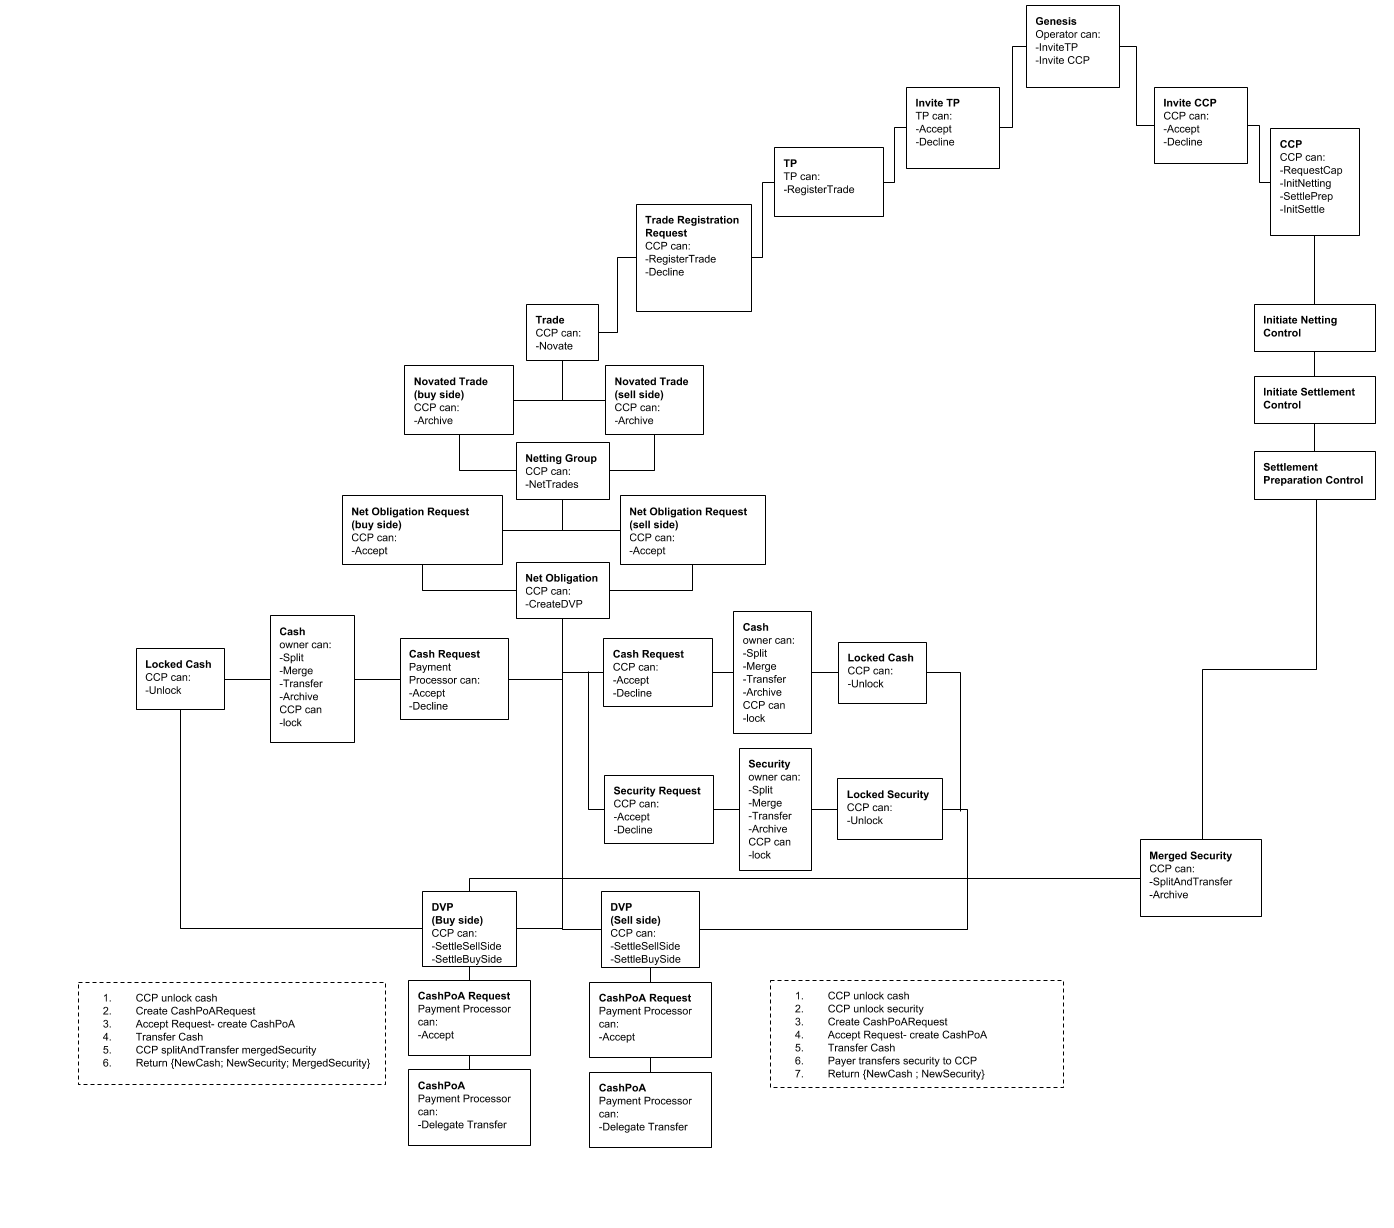 Genesis
Operator can:
-InviteTP
-Invite CCP
Invite TP
TP can:
-Accept
-Decline
Invite CCP
CCP can:
-Accept
-Decline
CCP
CCP can:
-RequestCap
-InitNetting
-SettlePrep
-InitSettle
TP
TP can:
-RegisterTrade
Trade Registration
Request
CCP can:
-RegisterTrade
-Decline
Trade
CCP can:
-Novate
Initiate Netting
Control
Novated Trade
(buy side)
CCP can:
-Archive
Novated Trade
(sell side)
CCP can:
-Archive
Initiate Settlement
Control
Netting Group
CCP can:
-NetTrades
Settlement
Preparation Control
Net Obligation Request
(buy side)
CCP can:
-Accept
Net Obligation Request
(sell side)
CCP can:
-Accept
Net Obligation
CCP can:
-CreateDVP
Locked Cash
CCP can:
-Unlock
Cash
owner can:
-Split
-Merge
-Transfer
-Archive
CCP can
-lock
Cash Request
Payment
Processor can:
-Accept
-Decline
Cash Request
CCP can:
-Accept
-Decline
Cash
owner can:
-Split
-Merge
-Transfer
-Archive
CCP can
-lock
Locked Cash
CCP can:
-Unlock
Security Request
CCP can:
-Accept
-Decline
Security
owner can:
-Split
-Merge
-Transfer
-Archive
CCP can
-lock
Locked Security
CCP can:
-Unlock
Merged Security
CCP can:
-SplitAndTransfer
-Archive
DVP
(Buy side)
CCP can:
-SettleSellSide
-SettleBuySide
DVP
(Sell side)
CCP can:
-SettleSellSide
-SettleBuySide
1. CCP unlock cash
2. Create CashPoARequest
3. Accept Request- create CashPoA
4. Transfer Cash
5. CCP splitAndTransfer mergedSecurity
6. Return {NewCash; NewSecurity; MergedSecurity}
CashPoA Request
Payment Processor
can:
-Accept
CashPoA Request
Payment Processor
can:
-Accept
1. CCP unlock cash
2. CCP unlock security
3. Create CashPoARequest
4. Accept Request- create CashPoA
5. Transfer Cash
6. Payer transfers security to CCP
7. Return {NewCash ; NewSecurity}
CashPoA
Payment Processor
can:
-Delegate Transfer
CashPoA
Payment Processor
can:
-Delegate Transfer